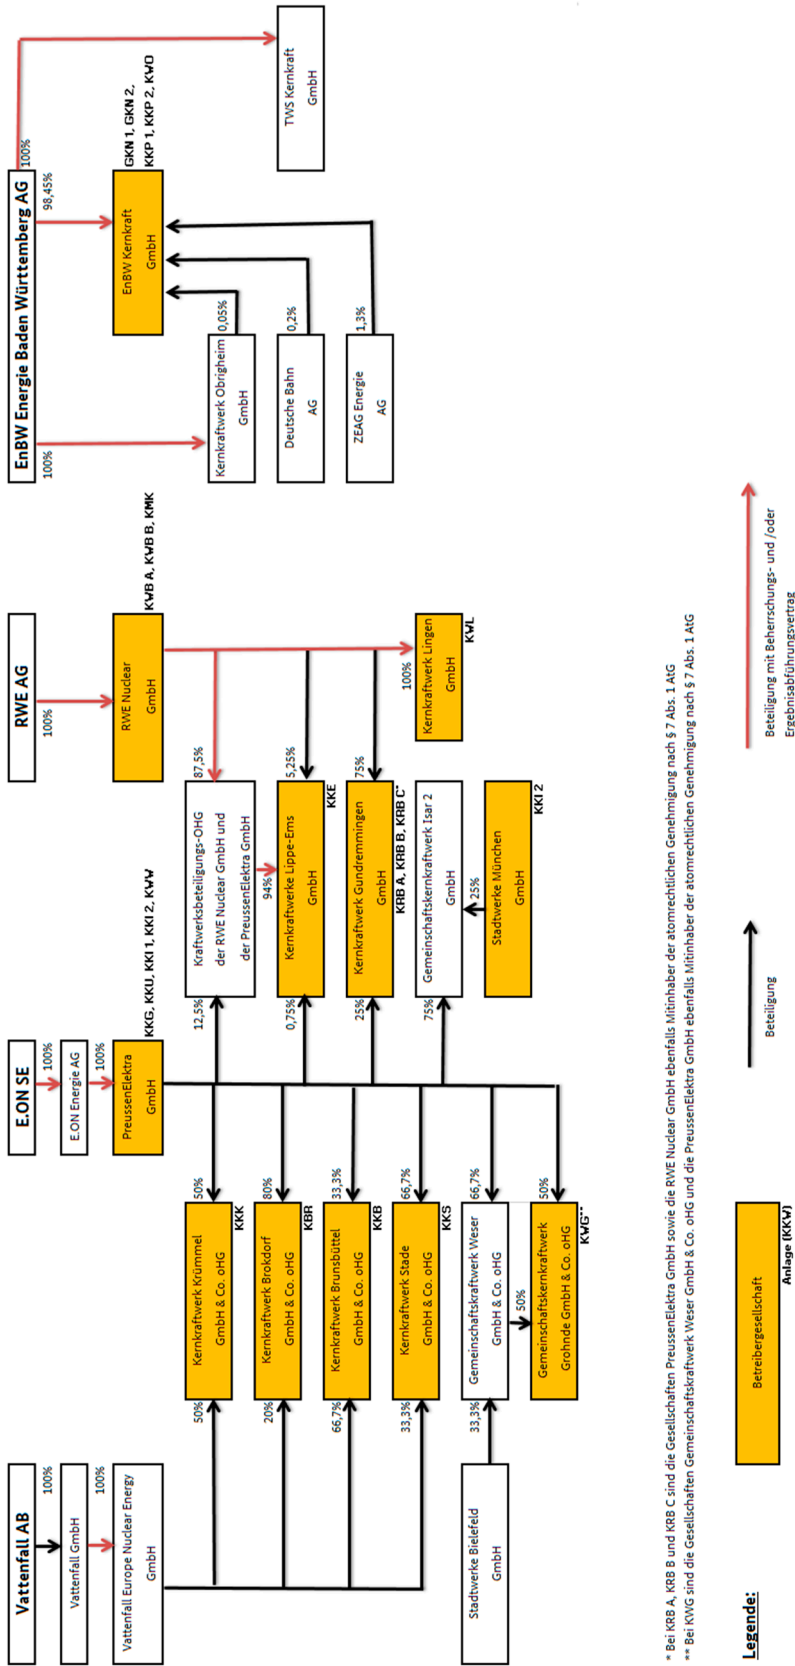 Vattenfall AB
100%
Vattenfall GmbH
100%
Vattenfall Europe Nuclear Energy
GmbH
E.ON SE
100%
E.ON Energie AG
100%
PreussenElektra
GmbH
KKG, KKU, KKI 1, KKI 2, KWW
RWE AG
100%
RWE Nuclear
GmbH
KWB A, KWB B, KMK
EnBW Energie Baden Württemberg AG
100%
98,45%
100%
EnBW Kernkraft
GmbH
GKN 1, GKN 2,
KKP 1, KKP 2, KWO
TWS Kernkraft
GmbH
Kernkraftwerk Obrigheim
GmbH
0,05%
Deutsche Bahn
AG
0,2%
ZEAG Energie
AG
1,3%
50%
Kernkraftwerk Krümmel
GmbH & Co. oHG
50%
KKK
20%
Kernkraftwerk Brokdorf
GmbH & Co. oHG
80%
KBR
66,7%
Kernkraftwerk Brunsbüttel
GmbH & Co. oHG
33,3%
KKB
33,3%
Kernkraftwerk Stade
GmbH & Co. oHG
66,7%
KKS
Stadtwerke Bielefeld
GmbH
33,3%
Gemeinschaftskraftwerk Weser
GmbH & Co. oHG
66,7%
50%
Gemeinschaftskernkraftwerk
Grohnde GmbH & Co. oHG
50%
KWG**
12,5%
Kraftwerksbeteiligungs-OHG
der RWE Nuclear GmbH und
der PreussenElektra GmbH
87,5%
94%
0,75%
Kernkraftwerke Lippe-Ems
GmbH
5,25%
KKE
25%
Kernkraftwerk Gundremmingen
GmbH
75%
KRB A, KRB B, KRB C*
75%
Gemeinschaftskernkraftwerk Isar 2
GmbH
25%
Stadtwerke München
GmbH
KKI 2
100%
Kernkraftwerk Lingen
GmbH
KWL
* Bei KRB A, KRB B und KRB C sind die Gesellschaften PreussenElektra GmbH sowie die RWE Nuclear GmbH ebenfalls Mitinhaber der atomrechtlichen Genehmigung nach § 7 Abs. 1 AtG
** Bei KWG sind die Gesellschaften Gemeinschaftskraftwerk Weser GmbH & Co. oHG und die PreussenElektra GmbH ebenfalls Mitinhaber der atomrechtlichen Genehmigung nach § 7 Abs. 1 AtG
Legende:
Betreibergesellschaft
Anlage (KKW)
Beteiligung
Beteiligung mit Beherrschungs- und /oder
Ergebnisabführungsvertrag